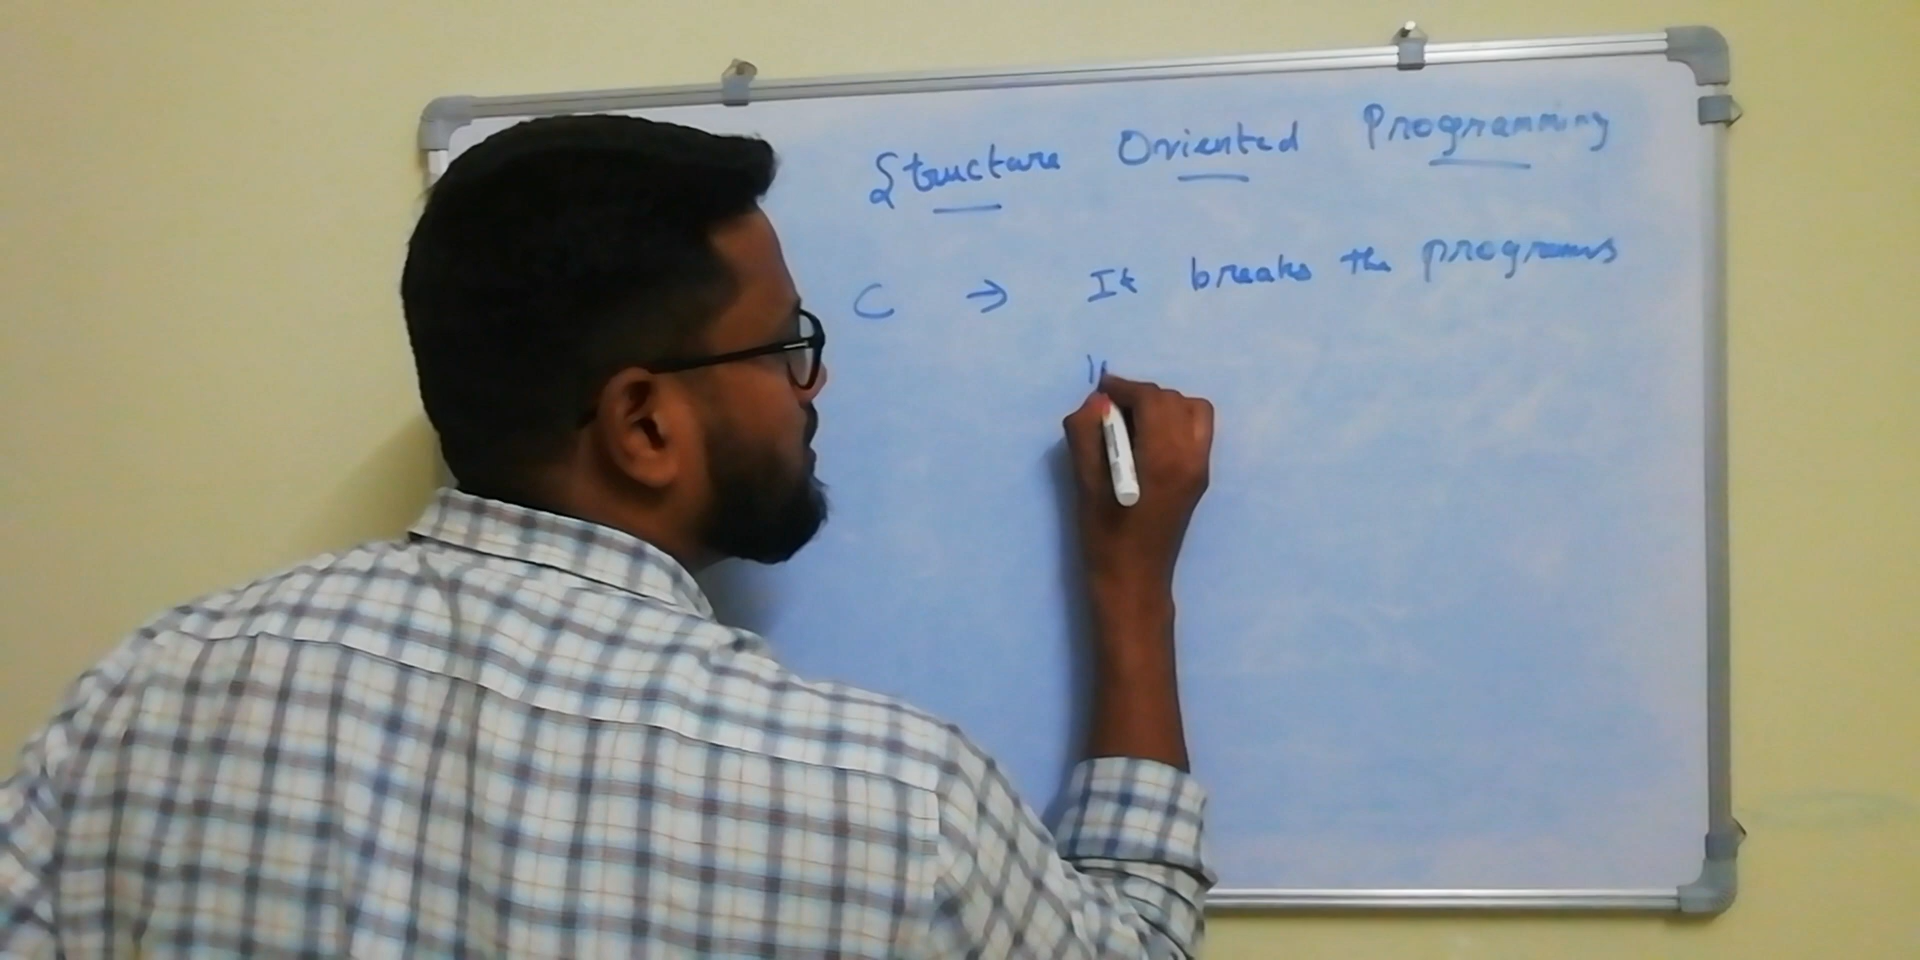 Structure Oriented Programming
C → It breaks the programs